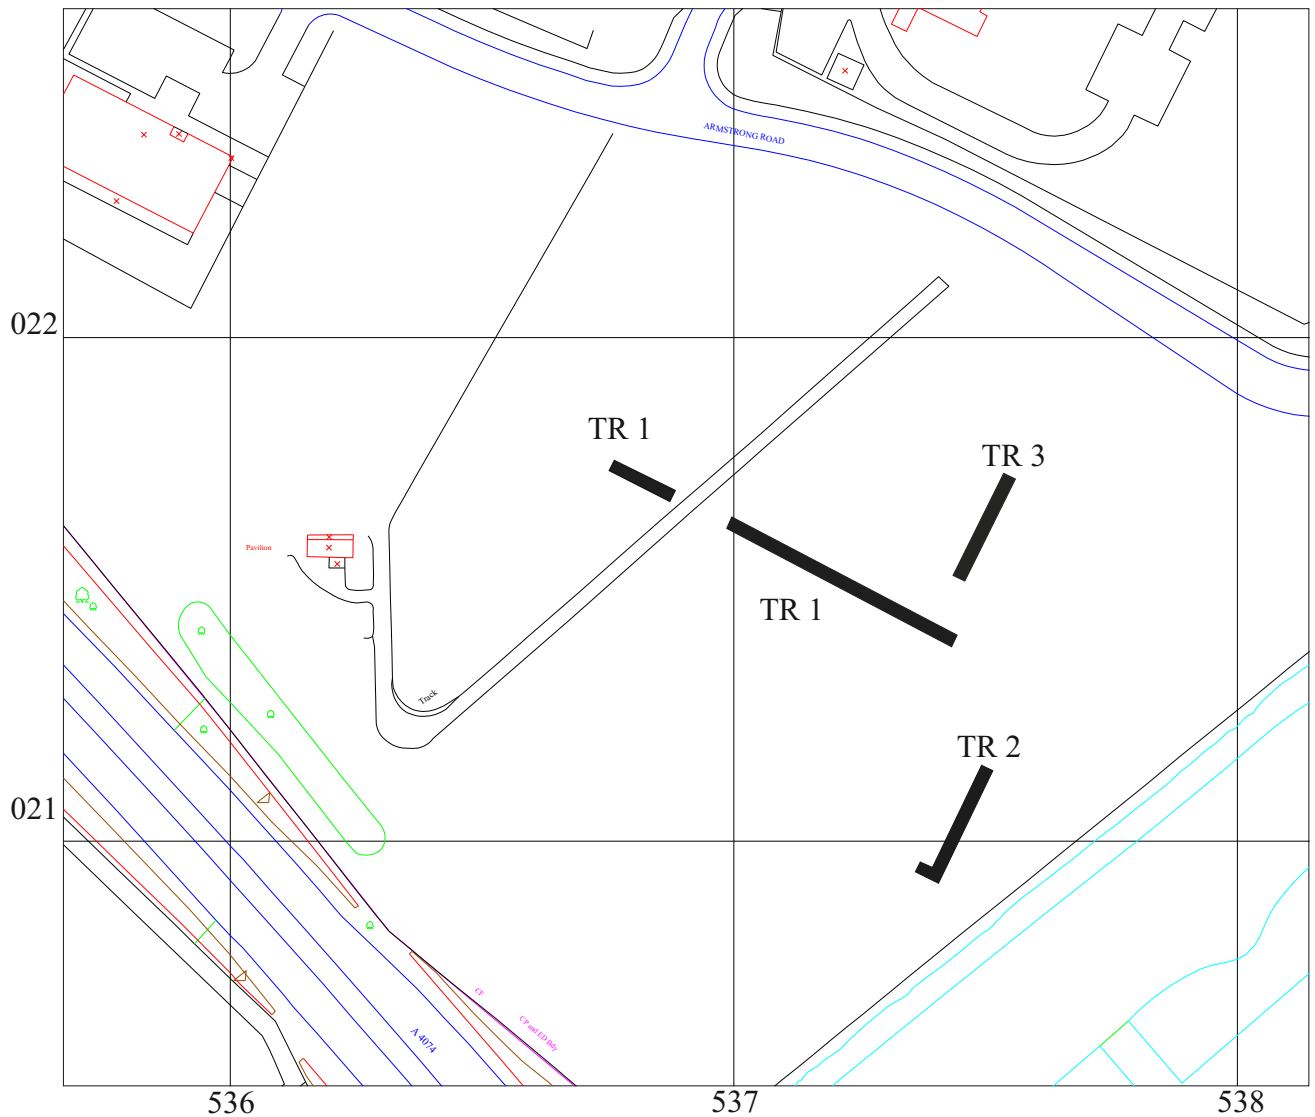 ARMSTRONG ROAD
022
TR 1
TR 3
Pavilion
TR 1
Track
TR 2
021
CF
CP and ED Bdy
A 4074
536
537
538